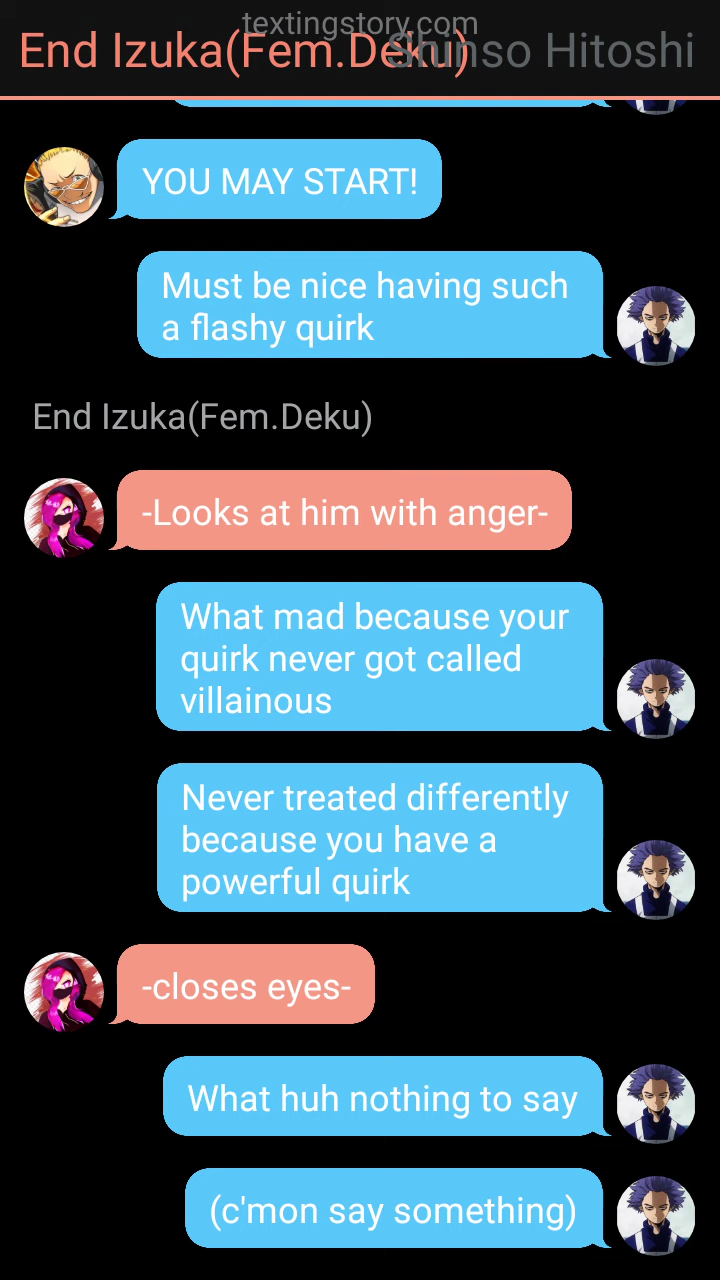 textingstory.com
End Izuka(Fem.Deku)
Shinso Hitoshi
YOU MAY START!
Must be nice having such
a flashy quirk
End Izuka(Fem.Deku)
-Looks at him with anger-
What mad because your
quirk never got called
villainous
Never treated differently
because you have a
powerful quirk
-closes eyes-
What huh nothing to say
(c'mon say something)